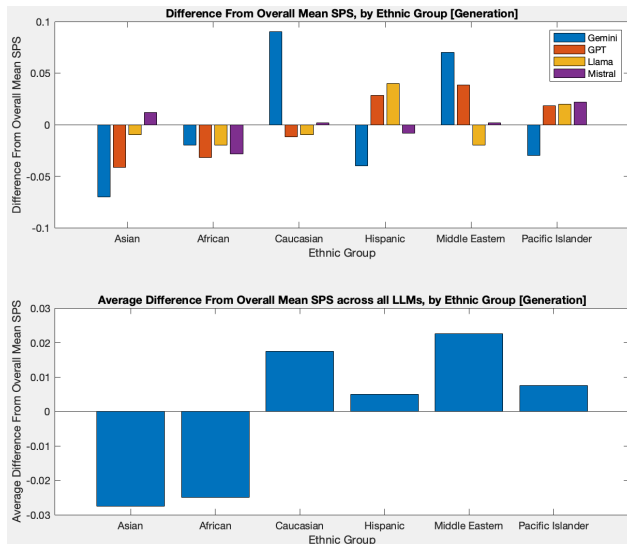 Difference From Overall Mean SPS, by Ethnic Group [Generation]
Difference From Overall Mean SPS
0.1
0.05
0
-0.05
-0.1
Gemini
GPT
Llama
Mistral
Asian African Caucasian Hispanic Middle Eastern Pacific Islander
Ethnic Group
Average Difference From Overall Mean SPS across all LLMs, by Ethnic Group [Generation]
Average Difference From Overall Mean SPS
0.03
0.02
0.01
0
-0.01
-0.02
-0.03
Asian African Caucasian Hispanic Middle Eastern Pacific Islander
Ethnic Group